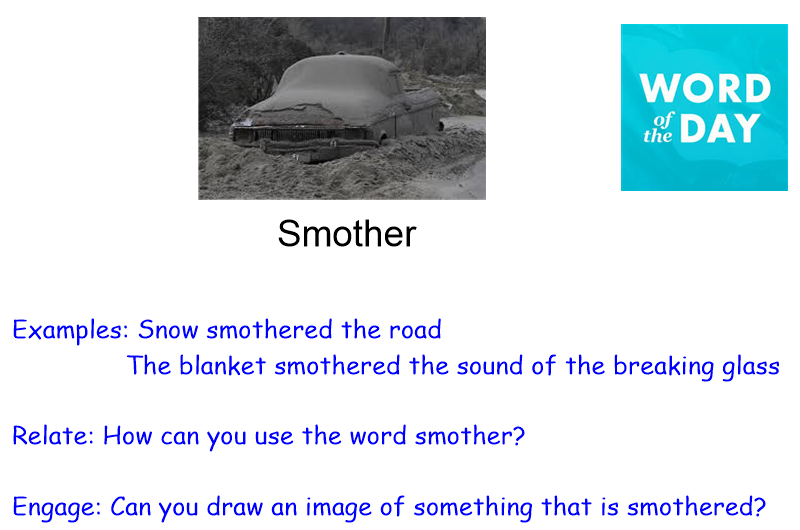 WORD
of
the DAY
Smother
Examples: Snow smothered the road
The blanket smothered the sound of the breaking glass
Relate: How can you use the word smother?
Engage: Can you draw an image of something that is smothered?